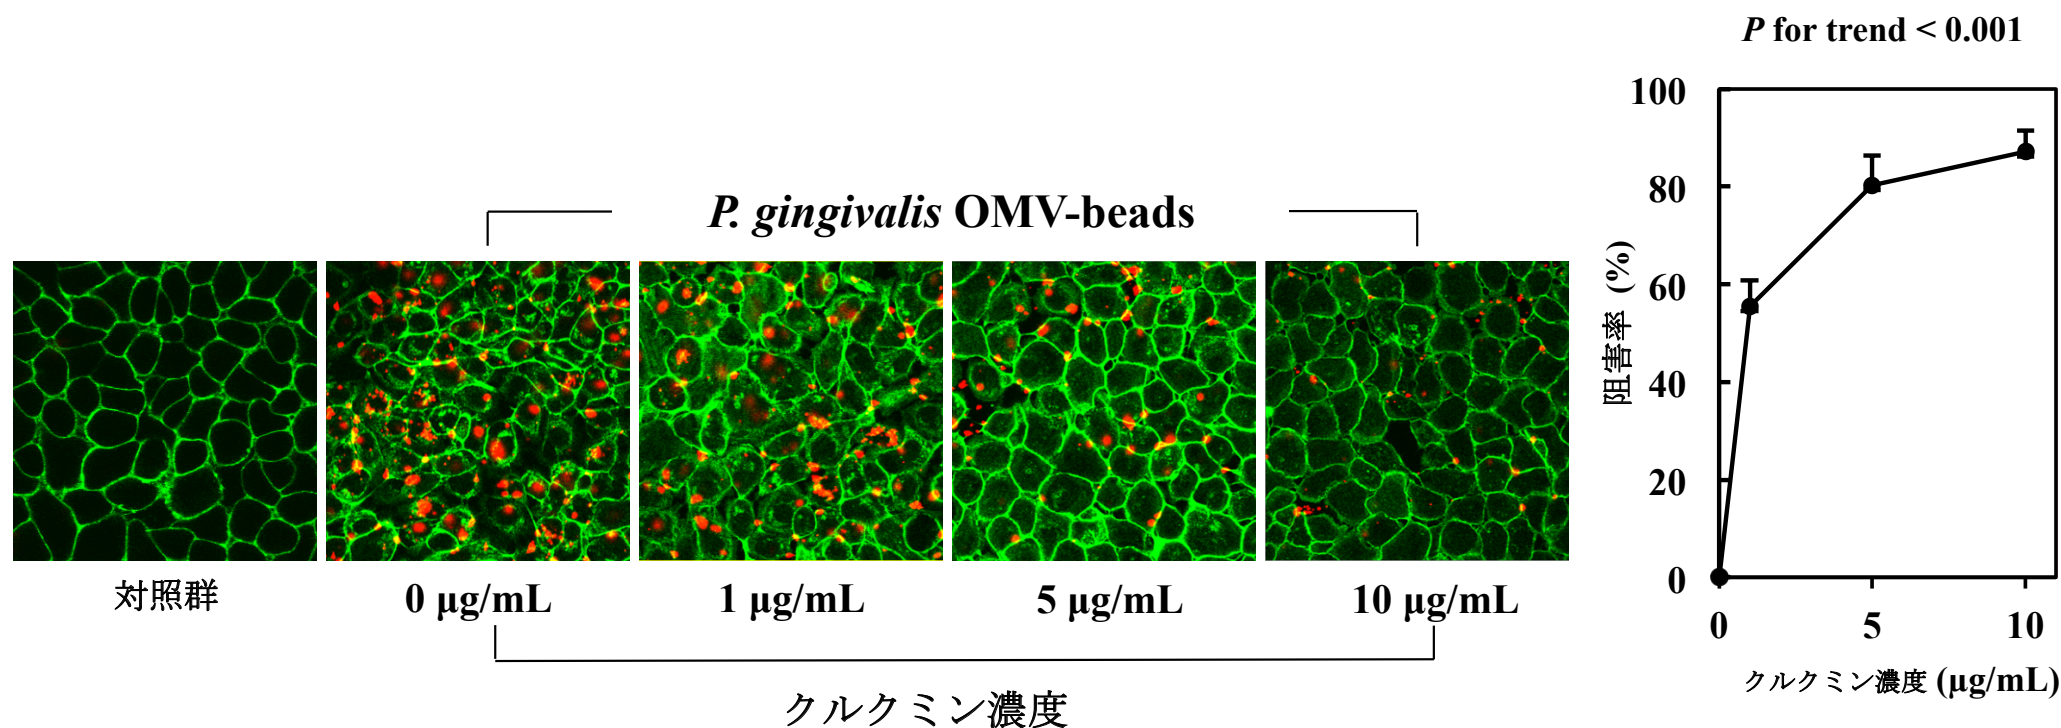 P. gingivalis OMV-beads
対照群
0 μg/mL
1 μg/mL
5 μg/mL
10 μg/mL
クルクミン濃度
P for trend < 0.001
阻害率 (%)
100
80
60
40
20
0
0 5 10
クルクミン濃度 (μg/mL)